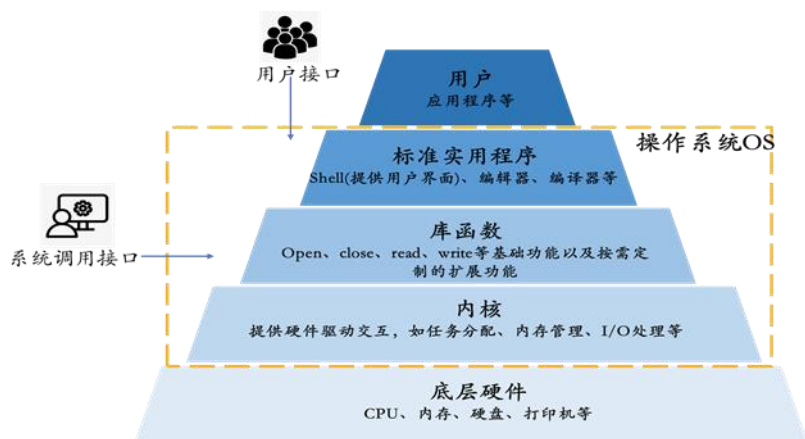 用户接口
用户
应用程序等
操作系统OS
标准实用程序
Shell(提供用户界面)、编辑器、编译器等
系统调用接口
库函数
Open、close、read、write等基础功能以及按需定
制的扩展功能
内核
提供硬件驱动交互，如任务分配、内存管理、I/O处理等
底层硬件
CPU、内存、硬盘、打印机等